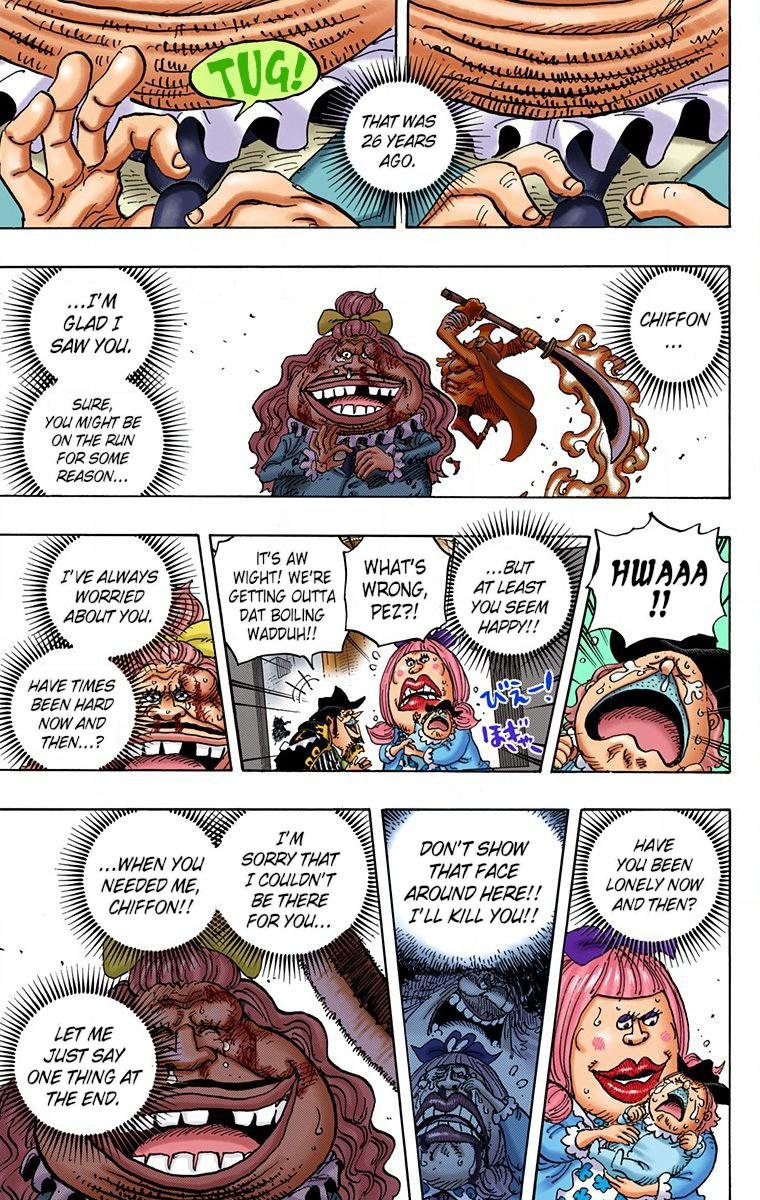 THAT WAS
26 YEARS
AGO.
TUG!
CHIFFON
...
...I'M
GLAD I
SAW YOU.
SURE,
YOU MIGHT BE
ON THE RUN
FOR SOME
REASON...
HWAAA
!!
...BUT
AT LEAST
YOU SEEM
HAPPY!!
WHAT'S
WRONG,
PEZ?!
IT'S AW
WIGHT! WE'RE
GETTING OUTTA
DAT BOILING
WADDUH!!
びえー!
ほぎゃー
I'VE ALWAYS
WORRIED
ABOUT YOU.
HAVE TIMES
BEEN HARD
NOW AND
THEN...?
HAVE
YOU BEEN
LONELY NOW
AND THEN?
DON'T SHOW
THAT FACE
AROUND HERE!!
I'LL KILL YOU!!
I'M
SORRY THAT
I COULDN'T
BE THERE
FOR YOU...
...WHEN YOU
NEEDED ME,
CHIFFON!!
LET ME
JUST SAY
ONE THING AT
THE END.